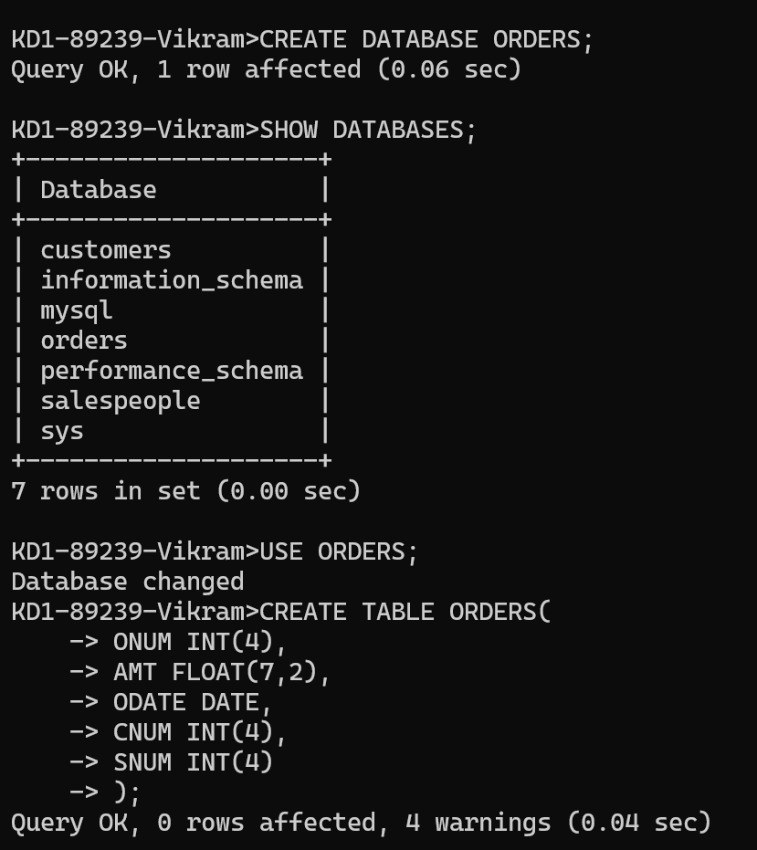 KD1-89239-Vikram>CREATE DATABASE ORDERS;
Query OK, 1 row affected (0.06 sec)

KD1-89239-Vikram>SHOW DATABASES;
+--------------------+
| Database           |
+--------------------+
| customers          |
| information_schema |
| mysql              |
| orders             |
| performance_schema |
| salespeople        |
| sys                |
+--------------------+
7 rows in set (0.00 sec)

KD1-89239-Vikram>USE ORDERS;
Database changed
KD1-89239-Vikram>CREATE TABLE ORDERS(
    -> ONUM INT(4),
    -> AMT FLOAT(7,2),
    -> ODATE DATE,
    -> CNUM INT(4),
    -> SNUM INT(4)
    -> );
Query OK, 0 rows affected, 4 warnings (0.04 sec)